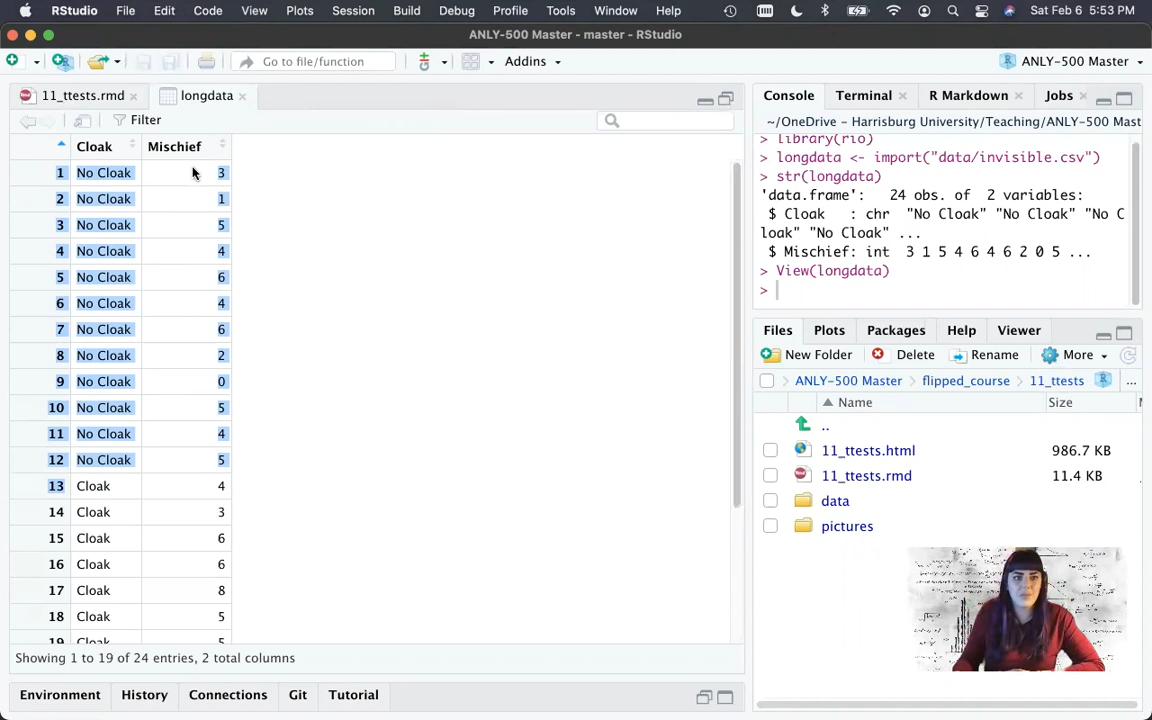 RStudio File Edit Code View Plots Session Build Debug Profile Tools Window Help Sat Feb 6 5:53 PM
ANLY-500 Master - master - RStudio
Go to file/function Addins ANLY-500 Master
11_ttests.rmd longdata
Filter
Cloak Mischief
1 No Cloak 3
2 No Cloak 1
3 No Cloak 5
4 No Cloak 4
5 No Cloak 6
6 No Cloak 4
7 No Cloak 6
8 No Cloak 2
9 No Cloak 0
10 No Cloak 5
11 No Cloak 4
12 No Cloak 5
13 Cloak 4
14 Cloak 3
15 Cloak 6
16 Cloak 6
17 Cloak 8
18 Cloak 5
19 Cloak 5
Showing 1 to 19 of 24 entries, 2 total columns
Environment History Connections Git Tutorial
Console Terminal R Markdown Jobs
~/OneDrive - Harrisburg University/Teaching/ANLY-500 Mast
> library(rio)
> longdata <- import("data/invisible.csv")
> str(longdata)
'data.frame': 24 obs. of 2 variables:
$ Cloak : chr "No Cloak" "No Cloak" "No C
loak" "No Cloak" ...
$ Mischief: int 3 1 5 4 6 4 6 2 0 5 ...
> View(longdata)
>
Files Plots Packages Help Viewer
New Folder Delete Rename More
ANLY-500 Master flipped_course 11_ttests ...
Name Size
..
11_ttests.html 986.7 KB
11_ttests.rmd 11.4 KB
data
pictures